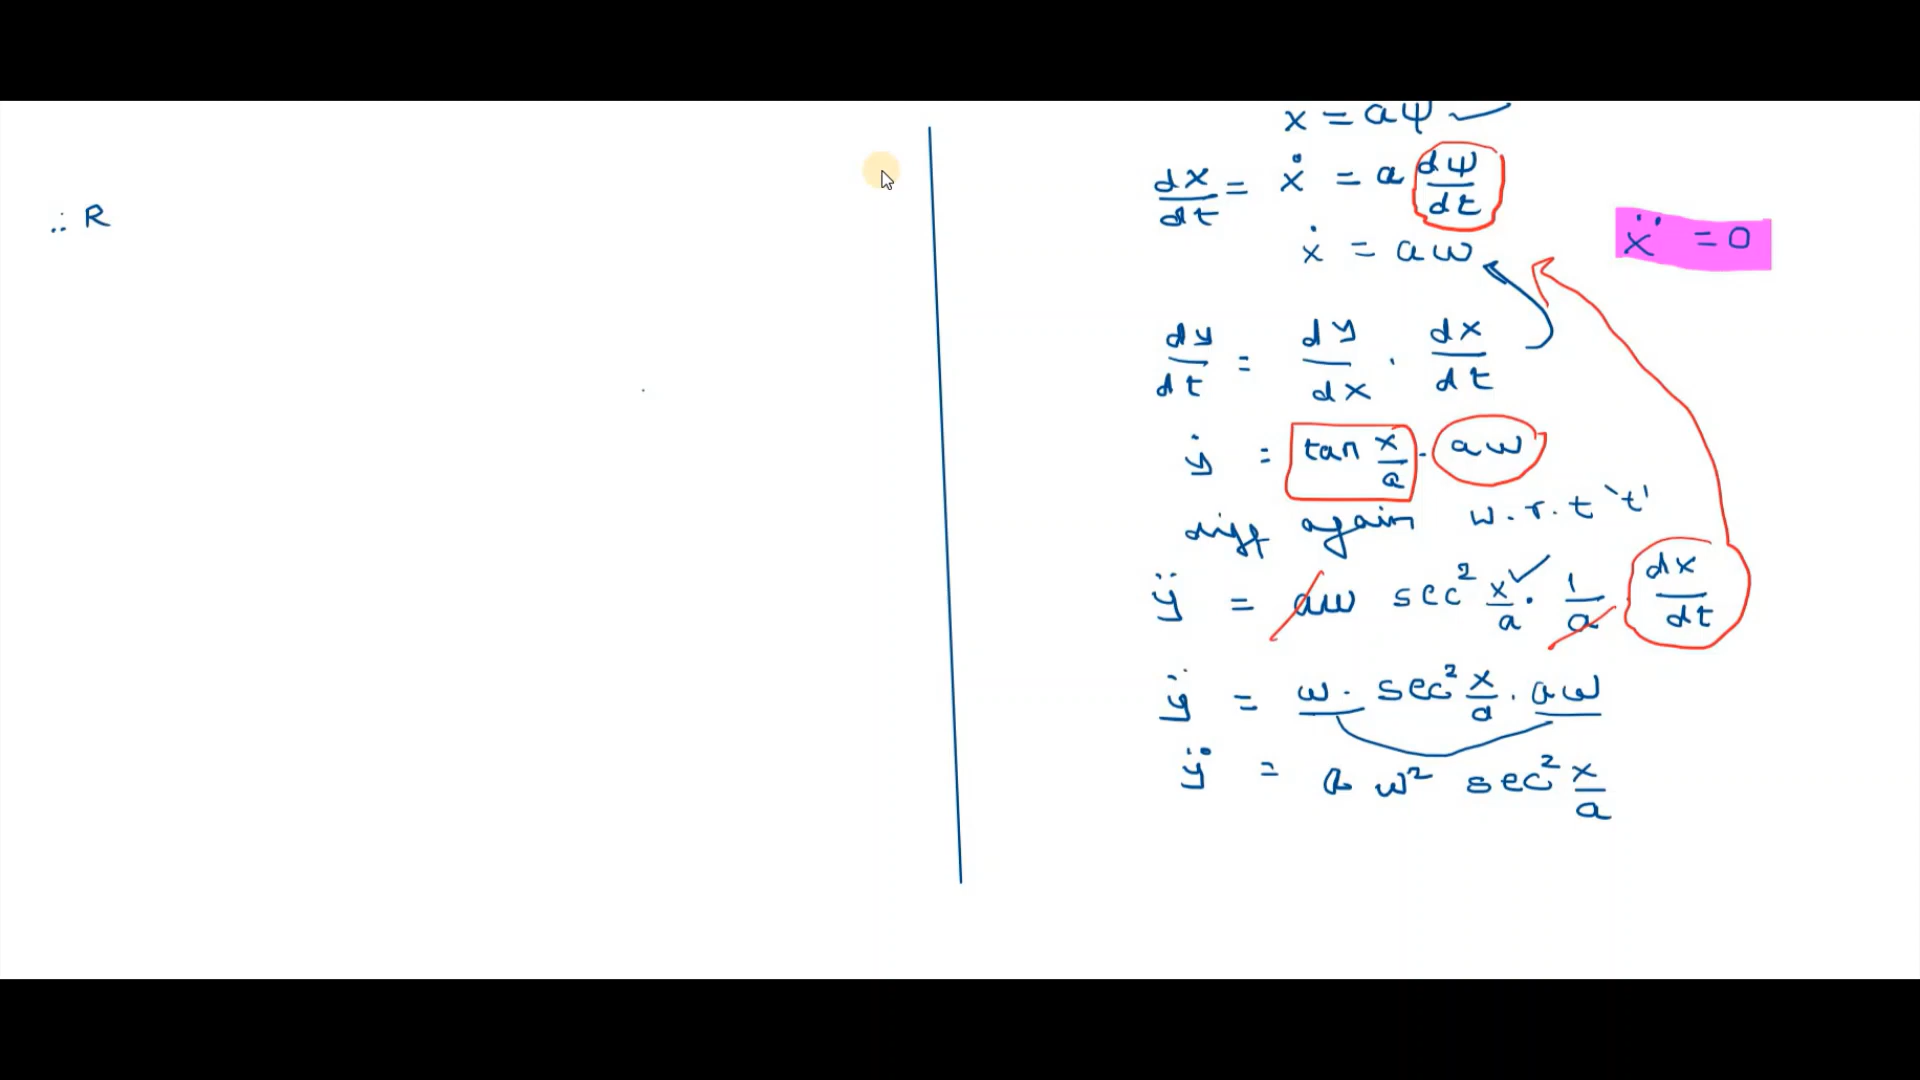 ∴ R
x = aψ ✓
dx/dt = ẋ = a dψ/dt
ẋ = aω
ẍ = 0
dy/dt = dy/dx · dx/dt
ẏ = tan x/a · aω
diff again w.r.t 't'
ÿ = aω sec² x/a · 1/a dx/dt
ÿ = ω · sec² x/a · aω
ÿ = a ω² sec² x/a